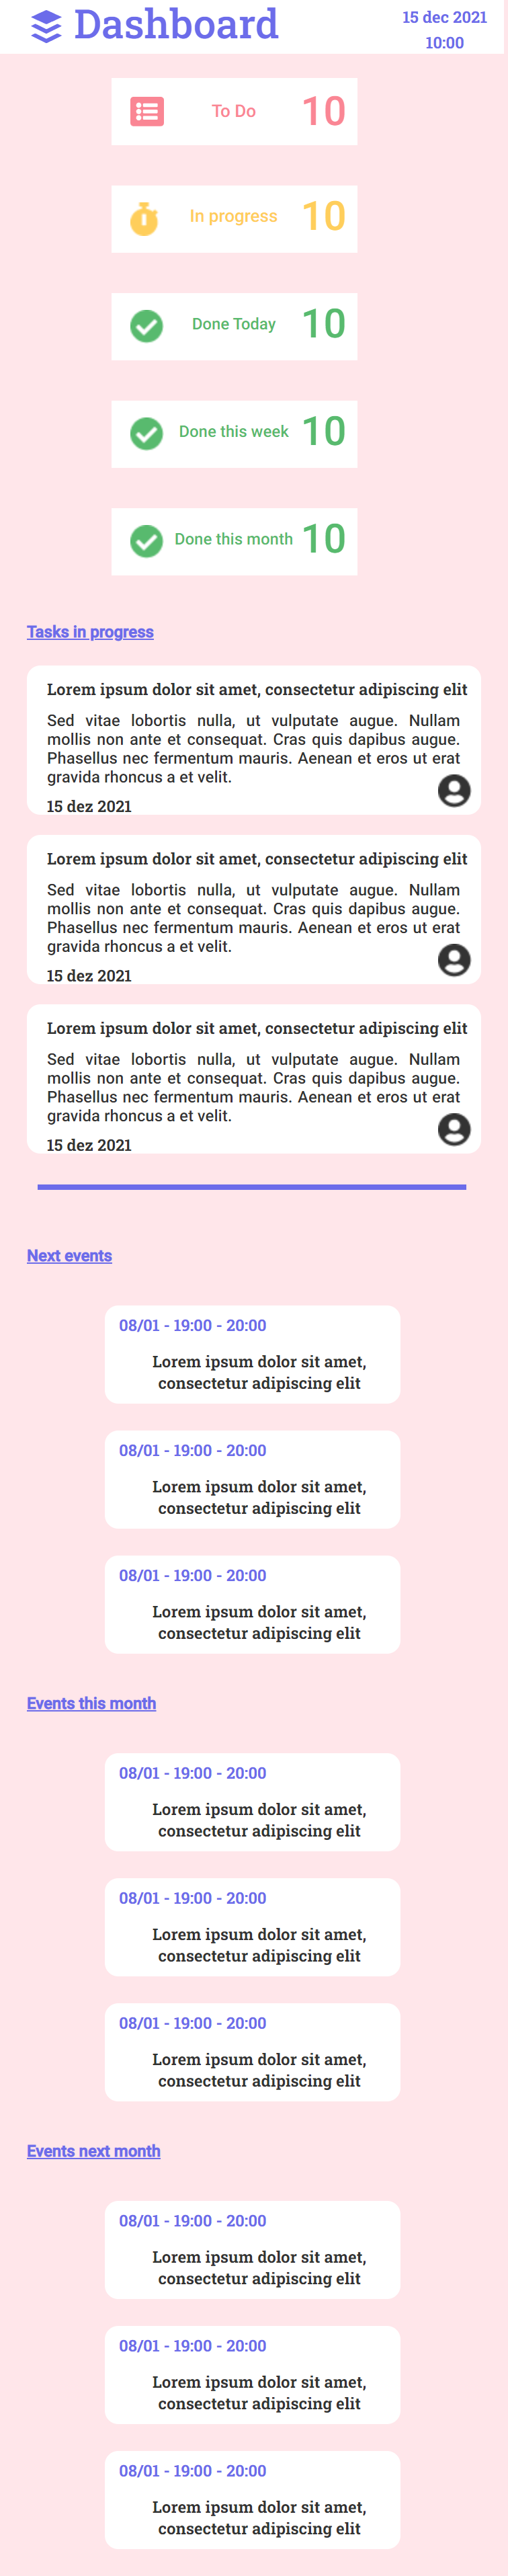 Dashboard
15 dec 2021
10:00
To Do 10
In progress 10
Done Today 10
Done this week 10
Done this month 10
Tasks in progress
Lorem ipsum dolor sit amet, consectetur adipiscing elit
Sed vitae lobortis nulla, ut vulputate augue. Nullam
mollis non ante et consequat. Cras quis dapibus augue.
Phasellus nec fermentum mauris. Aenean et eros ut erat
gravida rhoncus a et velit.
15 dez 2021
Lorem ipsum dolor sit amet, consectetur adipiscing elit
Sed vitae lobortis nulla, ut vulputate augue. Nullam
mollis non ante et consequat. Cras quis dapibus augue.
Phasellus nec fermentum mauris. Aenean et eros ut erat
gravida rhoncus a et velit.
15 dez 2021
Lorem ipsum dolor sit amet, consectetur adipiscing elit
Sed vitae lobortis nulla, ut vulputate augue. Nullam
mollis non ante et consequat. Cras quis dapibus augue.
Phasellus nec fermentum mauris. Aenean et eros ut erat
gravida rhoncus a et velit.
15 dez 2021
Next events
08/01 - 19:00 - 20:00
Lorem ipsum dolor sit amet,
consectetur adipiscing elit
08/01 - 19:00 - 20:00
Lorem ipsum dolor sit amet,
consectetur adipiscing elit
08/01 - 19:00 - 20:00
Lorem ipsum dolor sit amet,
consectetur adipiscing elit
Events this month
08/01 - 19:00 - 20:00
Lorem ipsum dolor sit amet,
consectetur adipiscing elit
08/01 - 19:00 - 20:00
Lorem ipsum dolor sit amet,
consectetur adipiscing elit
08/01 - 19:00 - 20:00
Lorem ipsum dolor sit amet,
consectetur adipiscing elit
Events next month
08/01 - 19:00 - 20:00
Lorem ipsum dolor sit amet,
consectetur adipiscing elit
08/01 - 19:00 - 20:00
Lorem ipsum dolor sit amet,
consectetur adipiscing elit
08/01 - 19:00 - 20:00
Lorem ipsum dolor sit amet,
consectetur adipiscing elit